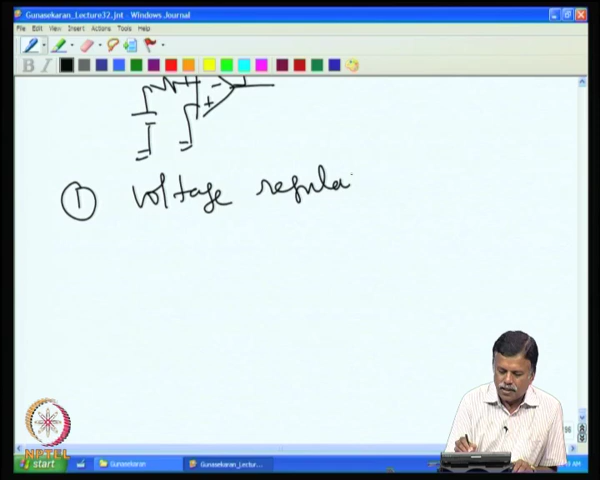 Gunasekaran_Lecture32.jnt - Windows Journal
File Edit View Insert Actions Tools Help
B I
- +
① voltage regula
NPTEL
start Gunasekaran Gunasekaran_Lectur...